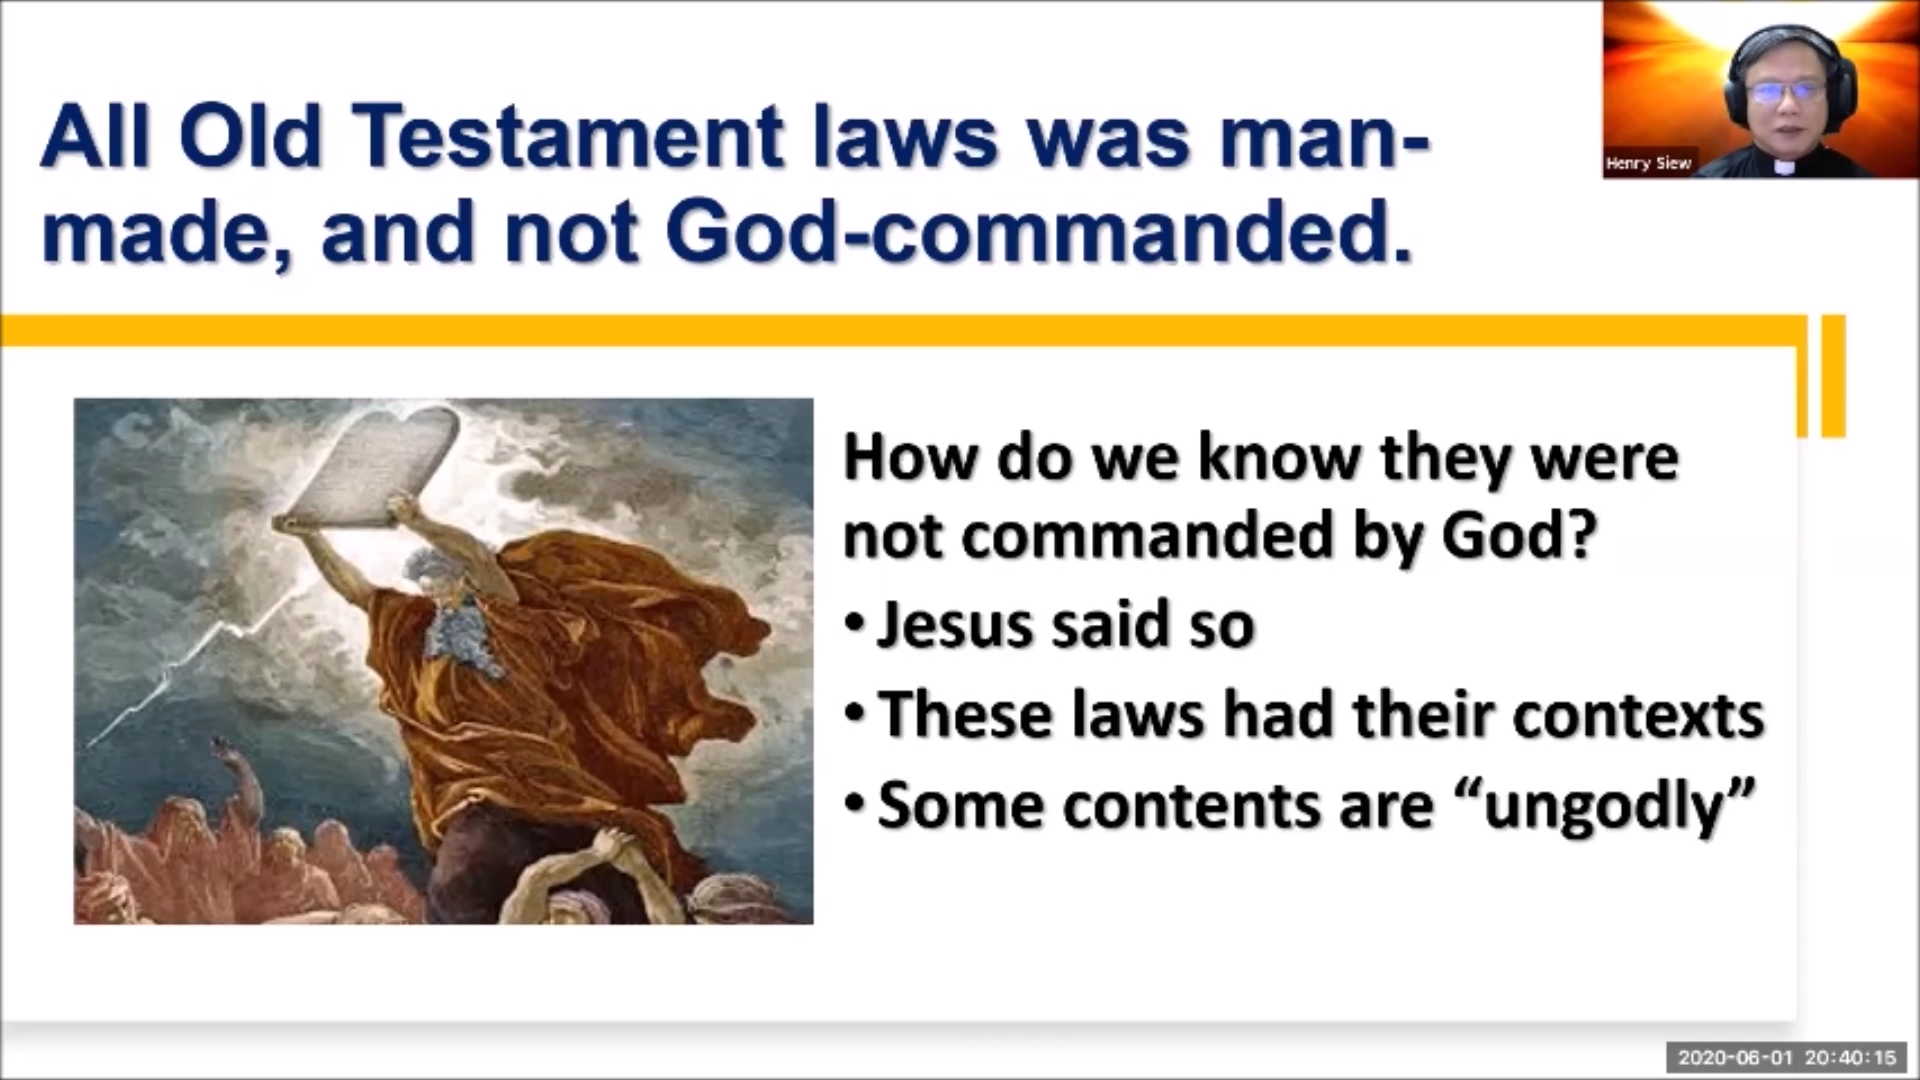 All Old Testament laws was man-
made, and not God-commanded.
Henry Siew
How do we know they were
not commanded by God?
• Jesus said so
• These laws had their contexts
• Some contents are “ungodly”
2020-06-01 20:40:15